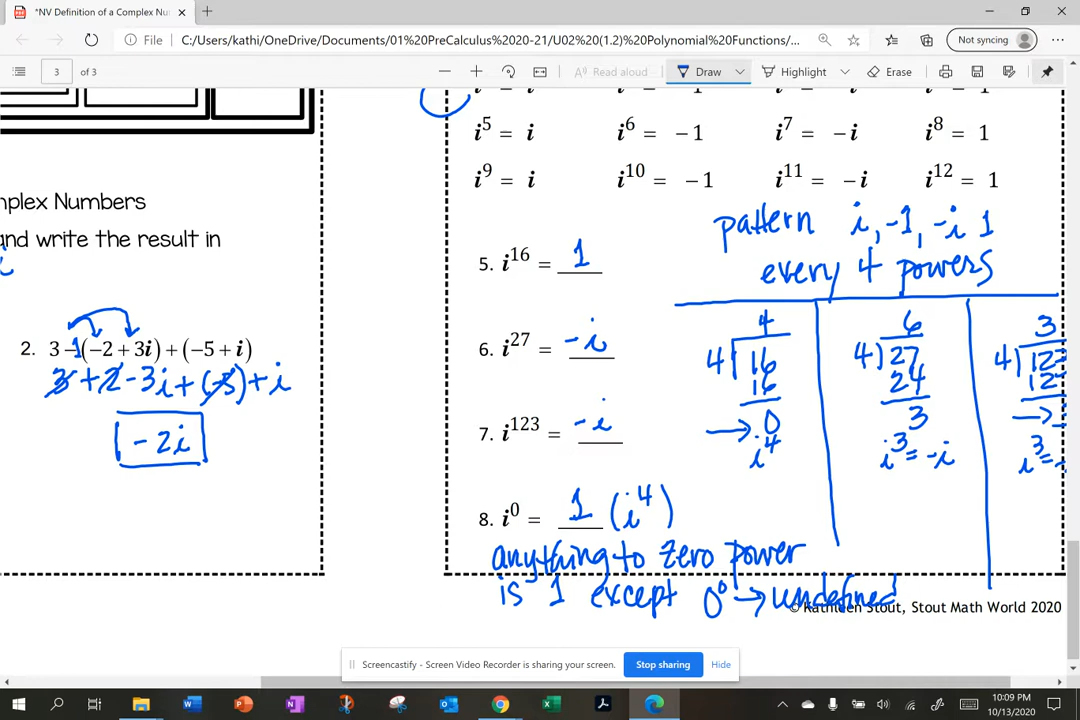 *NV Definition of a Complex Nu
File C:/Users/kathi/OneDrive/Documents/01%20PreCalculus%2020-21/U02%20(1.2)%20Polynomial%20Functions/...
Not syncing
3 of 3
Read aloud
Draw
Highlight
Erase
nplex Numbers
and write the result in
i
2. 3 -1(-2 + 3i) + (-5 + i)
3 + 2 - 3i + (-5) + i
- 2i
i⁵ = i i⁶ = -1 i⁷ = -i i⁸ = 1
i⁹ = i i¹⁰ = -1 i¹¹ = -i i¹² = 1
pattern i, -1, -i 1
every 4 powers
5. i¹⁶ = 1
6. i²⁷ = -i
7. i¹²³ = -i
8. i⁰ = 1 (i⁴)
anything to zero power
is 1 except 0⁰ → undefined
4
4)16
16
→ 0
i⁴
6
4)27
24
3
i³ = -i
3
4)12
12
→
i³ = -
© Kathleen Stout, Stout Math World 2020
Screencastify - Screen Video Recorder is sharing your screen.
Stop sharing
Hide
10:09 PM
10/13/2020